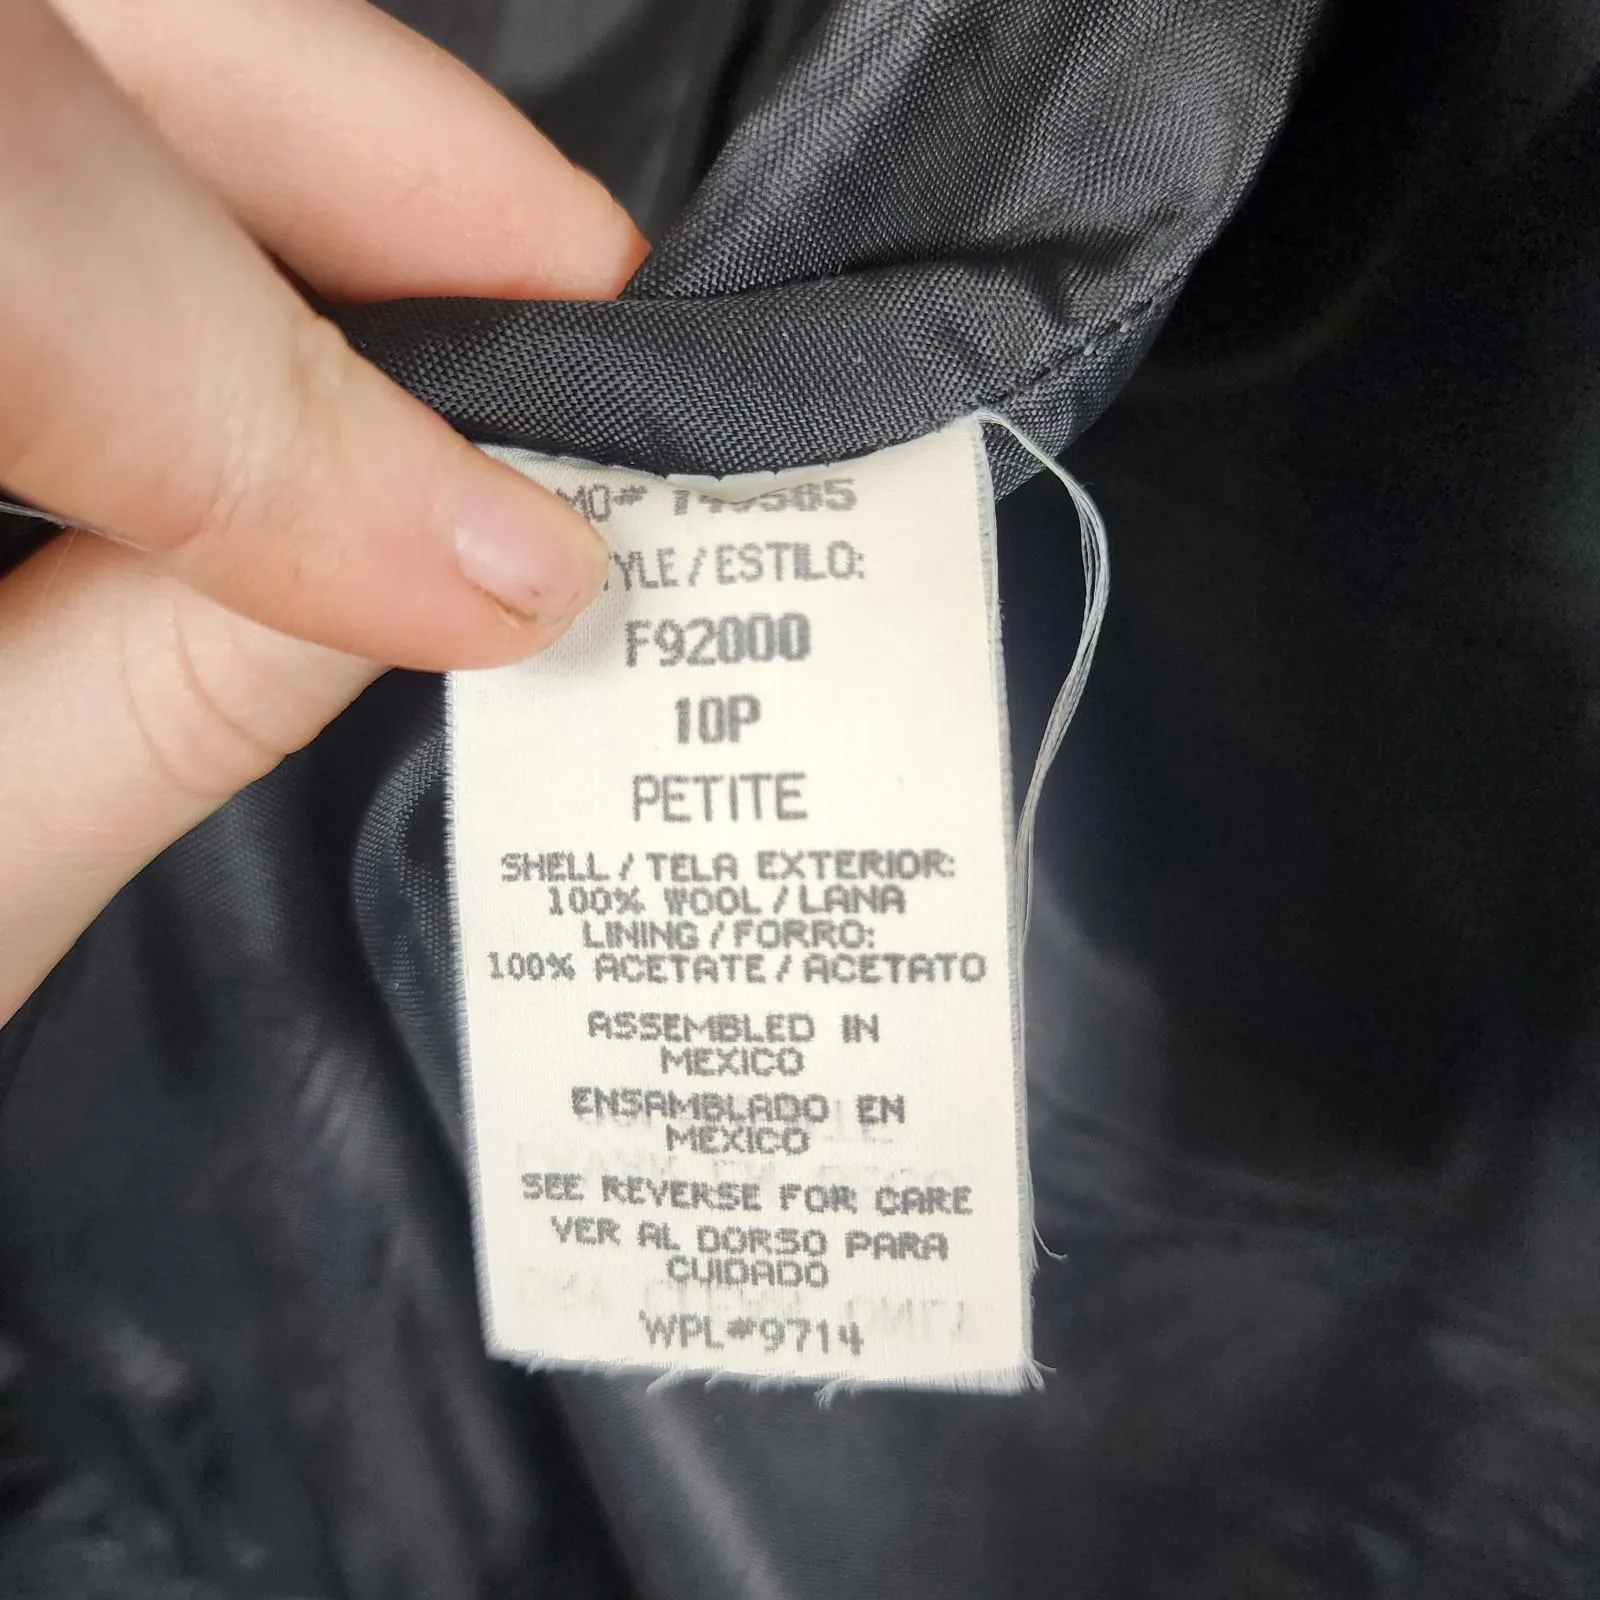 MO#
STYLE/ESTILO:
F92000
10P
PETITE
SHELL/TELA EXTERIOR:
100% WOOL/LANA
LINING/FORRO:
100% ACETATE/ACETATO
ASSEMBLED IN
MEXICO
ENSAMBLADO EN
MEXICO
SEE REVERSE FOR CARE
VER AL DORSO PARA
CUIDADO
WPL#9714